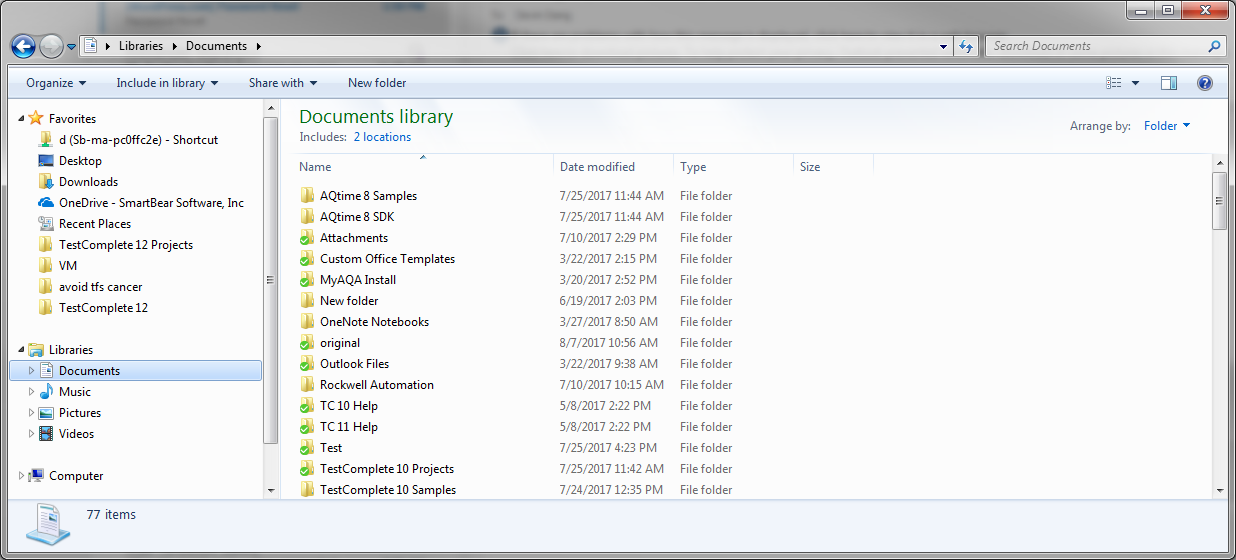 Libraries Documents
Search Documents
Organize Include in library Share with New folder
Favorites
d (Sb-ma-pc0ffc2e) - Shortcut
Desktop
Downloads
OneDrive - SmartBear Software, Inc
Recent Places
TestComplete 12 Projects
VM
avoid tfs cancer
TestComplete 12
Libraries
Documents
Music
Pictures
Videos
Computer
Documents library
Includes: 2 locations
Arrange by: Folder
Name Date modified Type Size
AQtime 8 Samples 7/25/2017 11:44 AM File folder
AQtime 8 SDK 7/25/2017 11:44 AM File folder
Attachments 7/10/2017 2:29 PM File folder
Custom Office Templates 3/22/2017 2:15 PM File folder
MyAQA Install 3/20/2017 2:52 PM File folder
New folder 6/19/2017 2:03 PM File folder
OneNote Notebooks 3/27/2017 8:50 AM File folder
original 8/7/2017 10:56 AM File folder
Outlook Files 3/22/2017 9:38 AM File folder
Rockwell Automation 7/10/2017 10:15 AM File folder
TC 10 Help 5/8/2017 2:22 PM File folder
TC 11 Help 5/8/2017 2:22 PM File folder
Test 7/25/2017 4:23 PM File folder
TestComplete 10 Projects 7/25/2017 11:42 AM File folder
TestComplete 10 Samples 7/24/2017 12:35 PM File folder
77 items